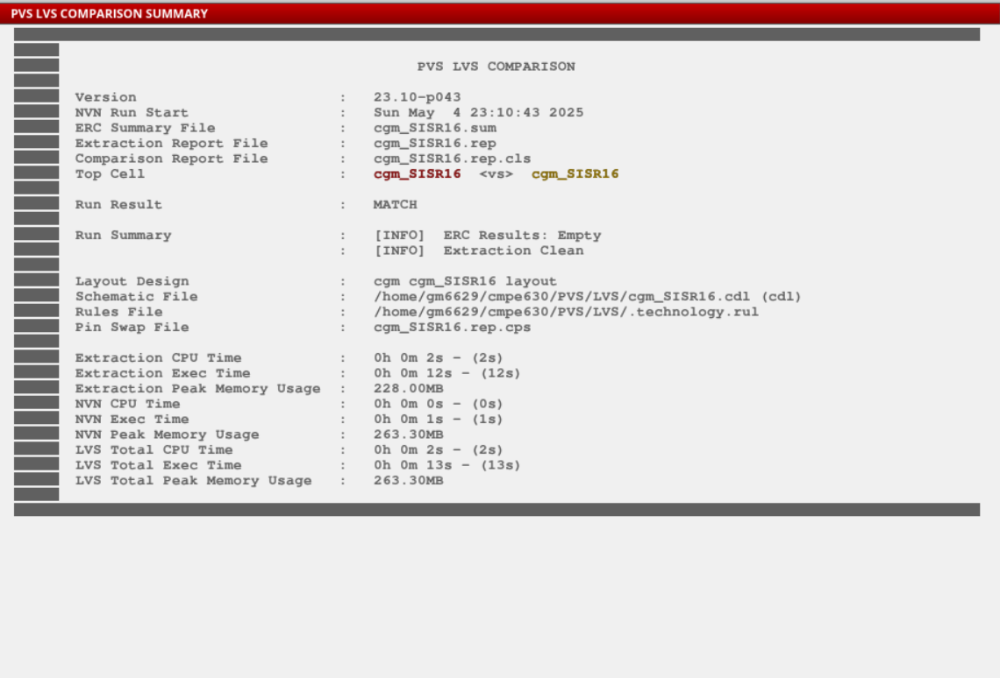 PVS LVS COMPARISON SUMMARY
PVS LVS COMPARISON
Version : 23.10-p043
NVN Run Start : Sun May  4 23:10:43 2025
ERC Summary File : cgm_SISR16.sum
Extraction Report File : cgm_SISR16.rep
Comparison Report File : cgm_SISR16.rep.cls
Top Cell : cgm_SISR16 <vs> cgm_SISR16
Run Result : MATCH
Run Summary : [INFO] ERC Results: Empty
: [INFO] Extraction Clean
Layout Design : cgm cgm_SISR16 layout
Schematic File : /home/gm6629/cmpe630/PVS/LVS/cgm_SISR16.cdl (cdl)
Rules File : /home/gm6629/cmpe630/PVS/LVS/.technology.rul
Pin Swap File : cgm_SISR16.rep.cps
Extraction CPU Time : 0h 0m 2s - (2s)
Extraction Exec Time : 0h 0m 12s - (12s)
Extraction Peak Memory Usage : 228.00MB
NVN CPU Time : 0h 0m 0s - (0s)
NVN Exec Time : 0h 0m 1s - (1s)
NVN Peak Memory Usage : 263.30MB
LVS Total CPU Time : 0h 0m 2s - (2s)
LVS Total Exec Time : 0h 0m 13s - (13s)
LVS Total Peak Memory Usage : 263.30MB